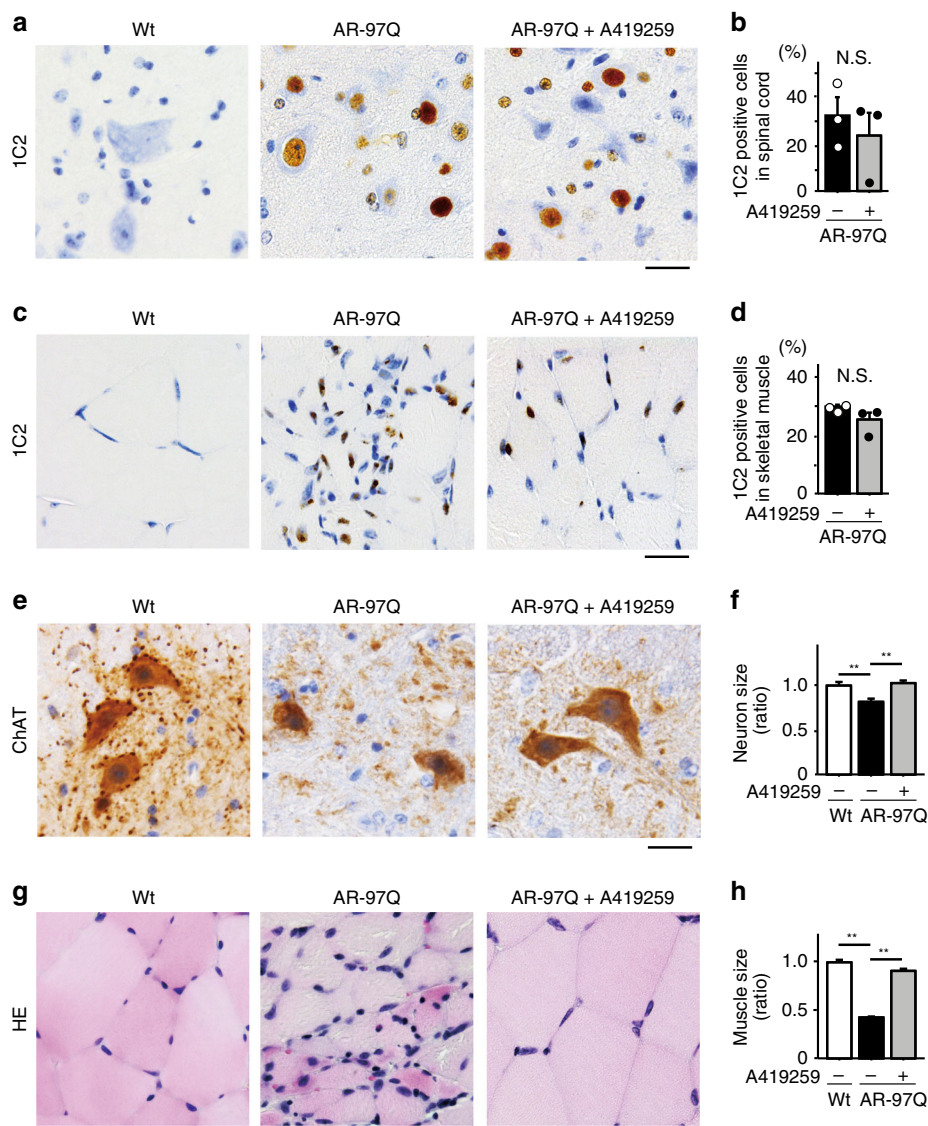 a
Wt
AR-97Q
AR-97Q + A419259
1C2
b
(%)
N.S.
1C2 positive cells
in spinal cord
40
20
0
A419259
− +
AR-97Q
c
Wt
AR-97Q
AR-97Q + A419259
1C2
d
(%)
N.S.
1C2 positive cells
in skeletal muscle
40
20
0
A419259
− +
AR-97Q
e
Wt
AR-97Q
AR-97Q + A419259
ChAT
f
** **
Neuron size
(ratio)
1.0
0.5
0
A419259
− − +
Wt AR-97Q
g
Wt
AR-97Q
AR-97Q + A419259
HE
h
** **
Muscle size
(ratio)
1.0
0.5
0
A419259
− − +
Wt AR-97Q